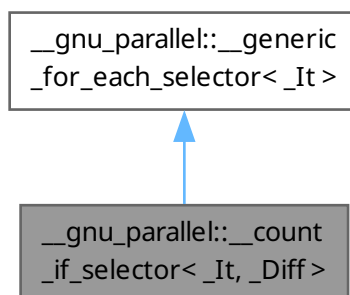 __gnu_parallel::__generic
_for_each_selector< _It >
__gnu_parallel::__count
_if_selector< _It, _Diff >